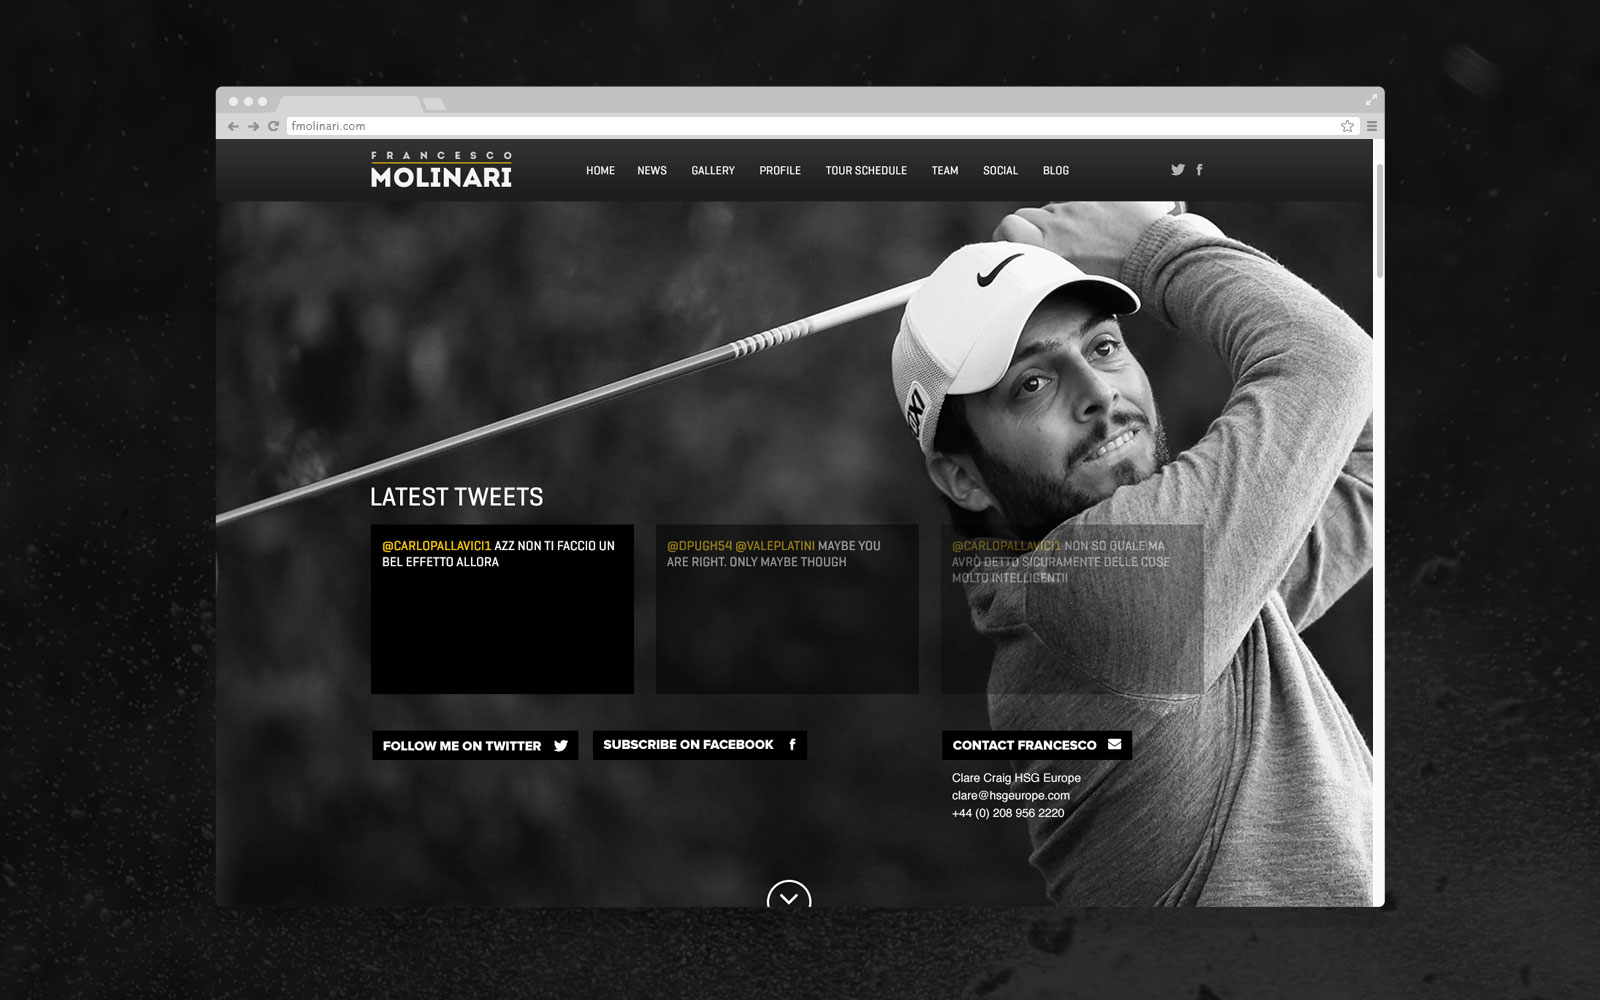 fmolinari.com
FRANCESCO
MOLINARI
HOME NEWS GALLERY PROFILE TOUR SCHEDULE TEAM SOCIAL BLOG
LATEST TWEETS
@CARLOPALLAVICI1 AZZ NON TI FACCIO UN
BEL EFFETTO ALLORA
@DPUGH54 @VALEPLATINI MAYBE YOU
ARE RIGHT. ONLY MAYBE THOUGH
@CARLOPALLAVICI1 NON SO QUALE MA
AVRÒ DETTO SICURAMENTE DELLE COSE
MOLTO INTELLIGENTI!
FOLLOW ME ON TWITTER
SUBSCRIBE ON FACEBOOK
CONTACT FRANCESCO
Clare Craig HSG Europe
clare@hsgeurope.com
+44 (0) 208 956 2220